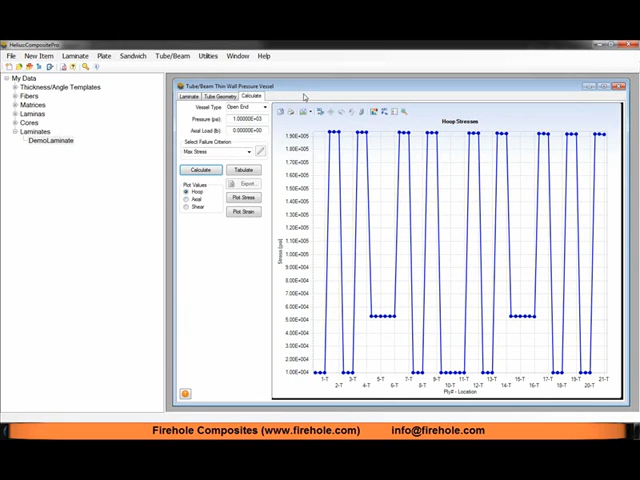 Helius:CompositePro
File New Item Laminate Plate Sandwich Tube/Beam Utilities Window Help
My Data
Thickness/Angle Templates
Fibers
Matrices
Laminas
Cores
Laminates
DemoLaminate
Tube/Beam Thin Wall Pressure Vessel
Laminate Tube Geometry Calculate
Vessel Type Open End
Pressure (psi) 1.00000E+03
Axial Load (lb) 0.00000E+00
Select Failure Criterion
Max Stress
Calculate Tabulate
Plot Values
Hoop
Axial
Shear
Export...
Plot Stress
Plot Strain
Hoop Stresses
Stress (psi)
1.90E+005
1.80E+005
1.70E+005
1.60E+005
1.50E+005
1.40E+005
1.30E+005
1.20E+005
1.10E+005
1.00E+005
9.00E+004
8.00E+004
7.00E+004
6.00E+004
5.00E+004
4.00E+004
3.00E+004
2.00E+004
1.00E+004
1-T 3-T 5-T 7-T 9-T 11-T 13-T 15-T 17-T 19-T 21-T
2-T 4-T 6-T 8-T 10-T 12-T 14-T 16-T 18-T 20-T
Ply# - Location
Firehole Composites (www.firehole.com) info@firehole.com